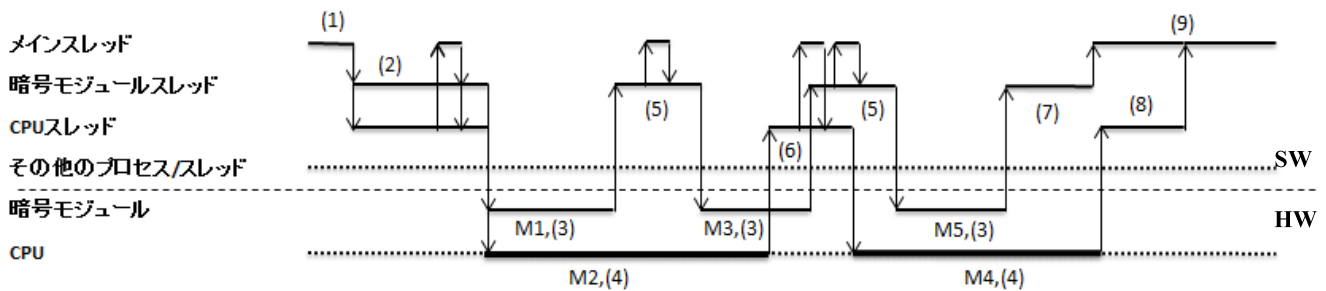 (1)
(9)
メインスレッド
(2)
暗号モジュールスレッド
(5)
(5)
(7)
(8)
CPUスレッド
(6)
その他のプロセス/スレッド
SW
暗号モジュール
HW
M1,(3)
M3,(3)
M5,(3)
CPU
M2,(4)
M4,(4)